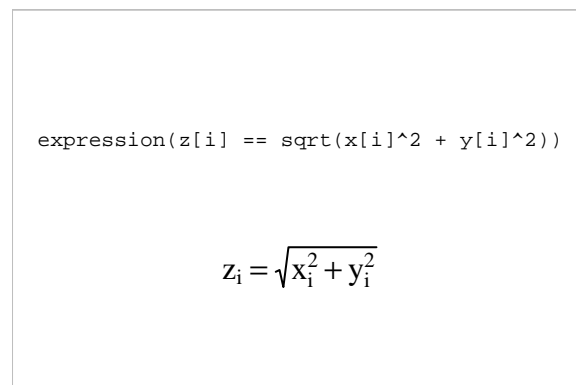 expression(z[i] == sqrt(x[i]^2 + y[i]^2))
zᵢ = √(xᵢ² + yᵢ²)